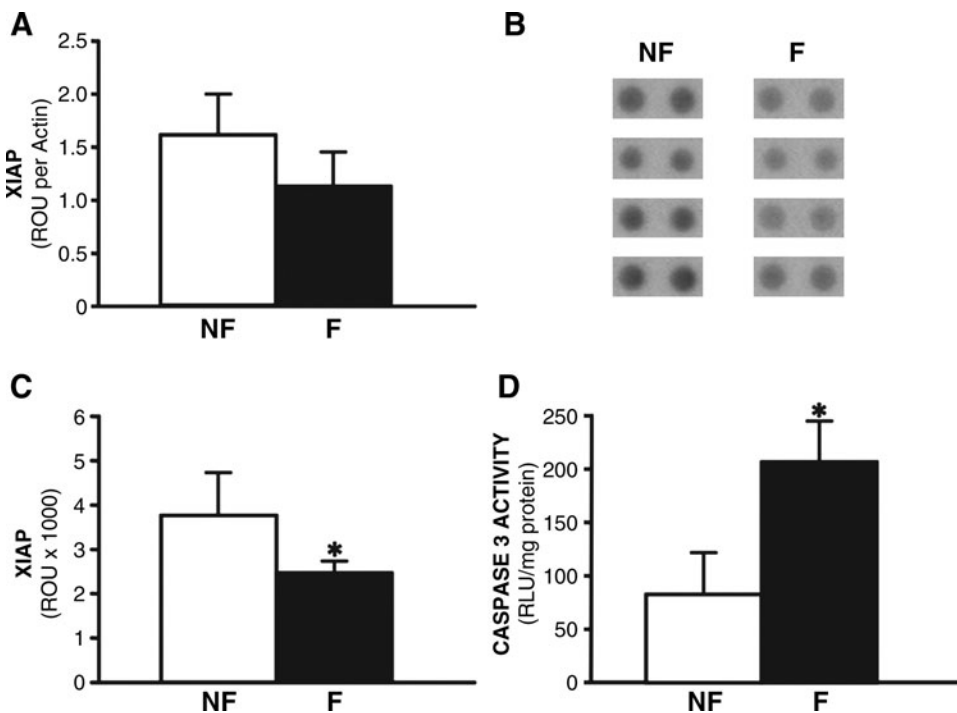 A
XIAP
(ROU per Actin)
2.5
2.0
1.5
1.0
0.5
0
NF F
B
NF F
C
XIAP
(ROU x 1000)
6
5
4
3
2
1
0
*
NF F
D
CASPASE 3 ACTIVITY
(RLU/mg protein)
250
200
150
100
50
0
*
NF F